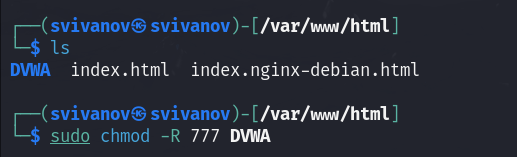 ┌──(svivanov㉿svivanov)-[/var/www/html]
└─$ ls
DVWA  index.html  index.nginx-debian.html
┌──(svivanov㉿svivanov)-[/var/www/html]
└─$ sudo chmod -R 777 DVWA